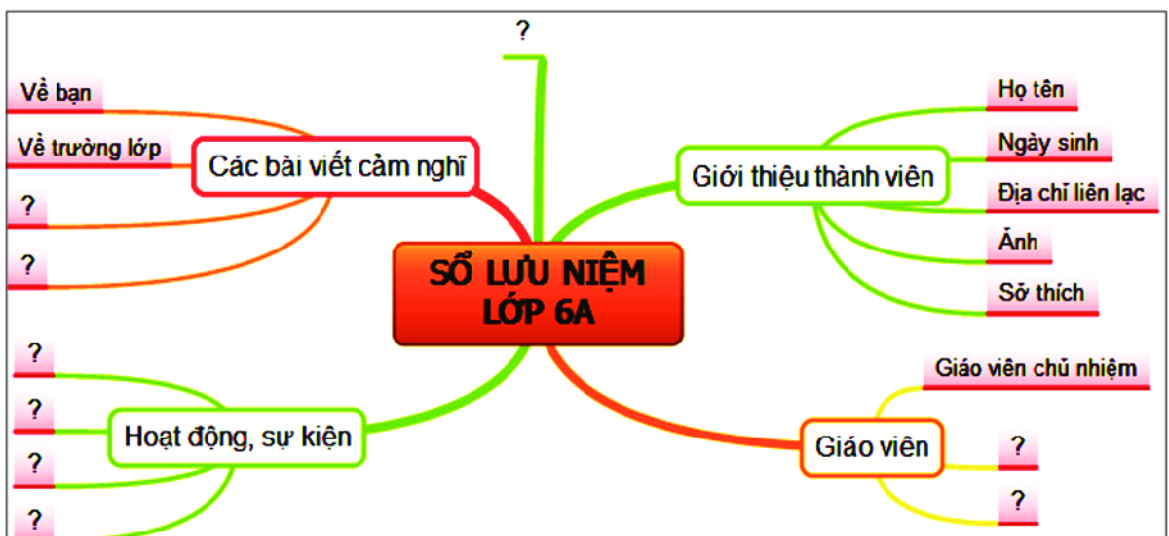 ?
Về bạn
Về trường lớp
?
?
Các bài viết cảm nghĩ
Giới thiệu thành viên
Họ tên
Ngày sinh
Địa chỉ liên lạc
Ảnh
Sở thích
SỔ LƯU NIỆM
LỚP 6A
?
?
?
?
Hoạt động, sự kiện
Giáo viên
Giáo viên chủ nhiệm
?
?